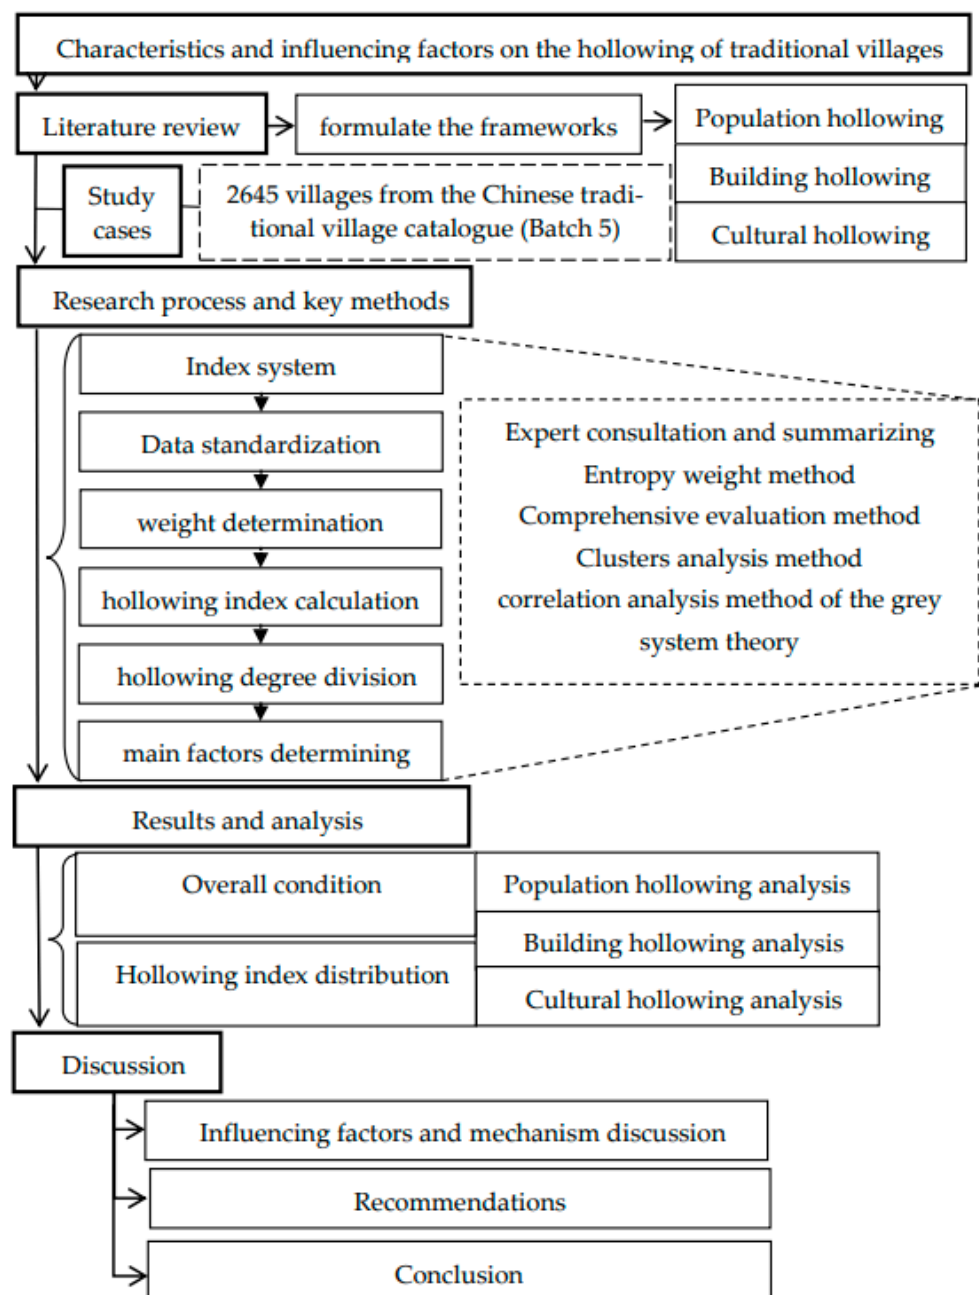 Characteristics and influencing factors on the hollowing of traditional villages
Literature review
formulate the frameworks
Population hollowing
Building hollowing
Cultural hollowing
Study
cases
2645 villages from the Chinese tradi-
tional village catalogue (Batch 5)
Research process and key methods
Index system
Data standardization
weight determination
hollowing index calculation
hollowing degree division
main factors determining
Expert consultation and summarizing
Entropy weight method
Comprehensive evaluation method
Clusters analysis method
correlation analysis method of the grey
system theory
Results and analysis
Overall condition
Hollowing index distribution
Population hollowing analysis
Building hollowing analysis
Cultural hollowing analysis
Discussion
Influencing factors and mechanism discussion
Recommendations
Conclusion